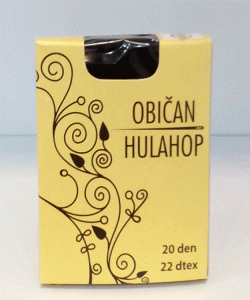 OBIČAN
HULAHOP
20 den
22 dtex